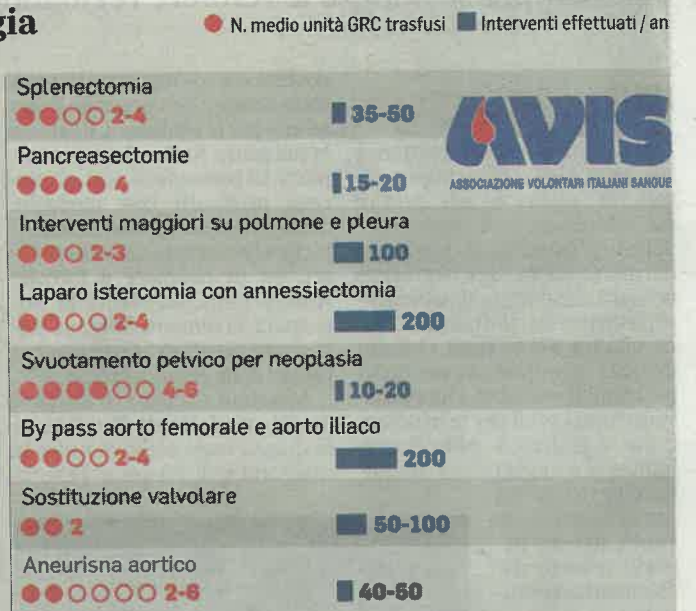 gia
N. medio unità GRC trasfusi Interventi effettuati / an
Splenectomia
2-4 35-50
AVIS
ASSOCIAZIONE VOLONTARI ITALIANI SANGUE
Pancreasectomie
4 15-20
Interventi maggiori su polmone e pleura
2-3 100
Laparo istercomia con annessiectomia
2-4 200
Svuotamento pelvico per neoplasia
4-6 10-20
By pass aorto femorale e aorto iliaco
2-4 200
Sostituzione valvolare
2 50-100
Aneurisna aortico
2-6 40-50